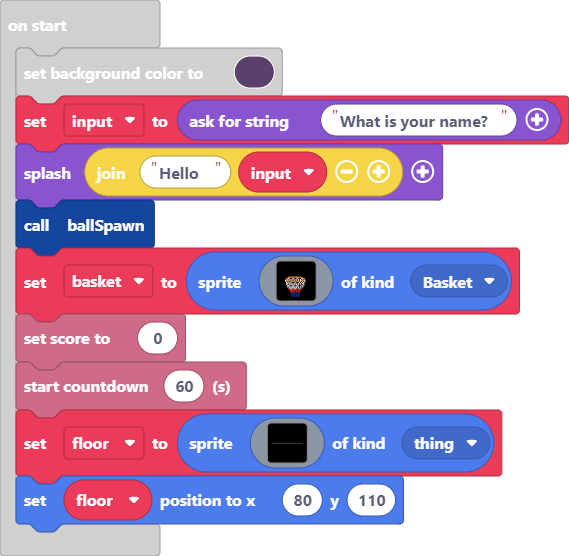 on start
set background color to
set input to ask for string "What is your name? "
splash join "Hello " input
call ballSpawn
set basket to sprite of kind Basket
set score to 0
start countdown 60 (s)
set floor to sprite of kind thing
set floor position to x 80 y 110